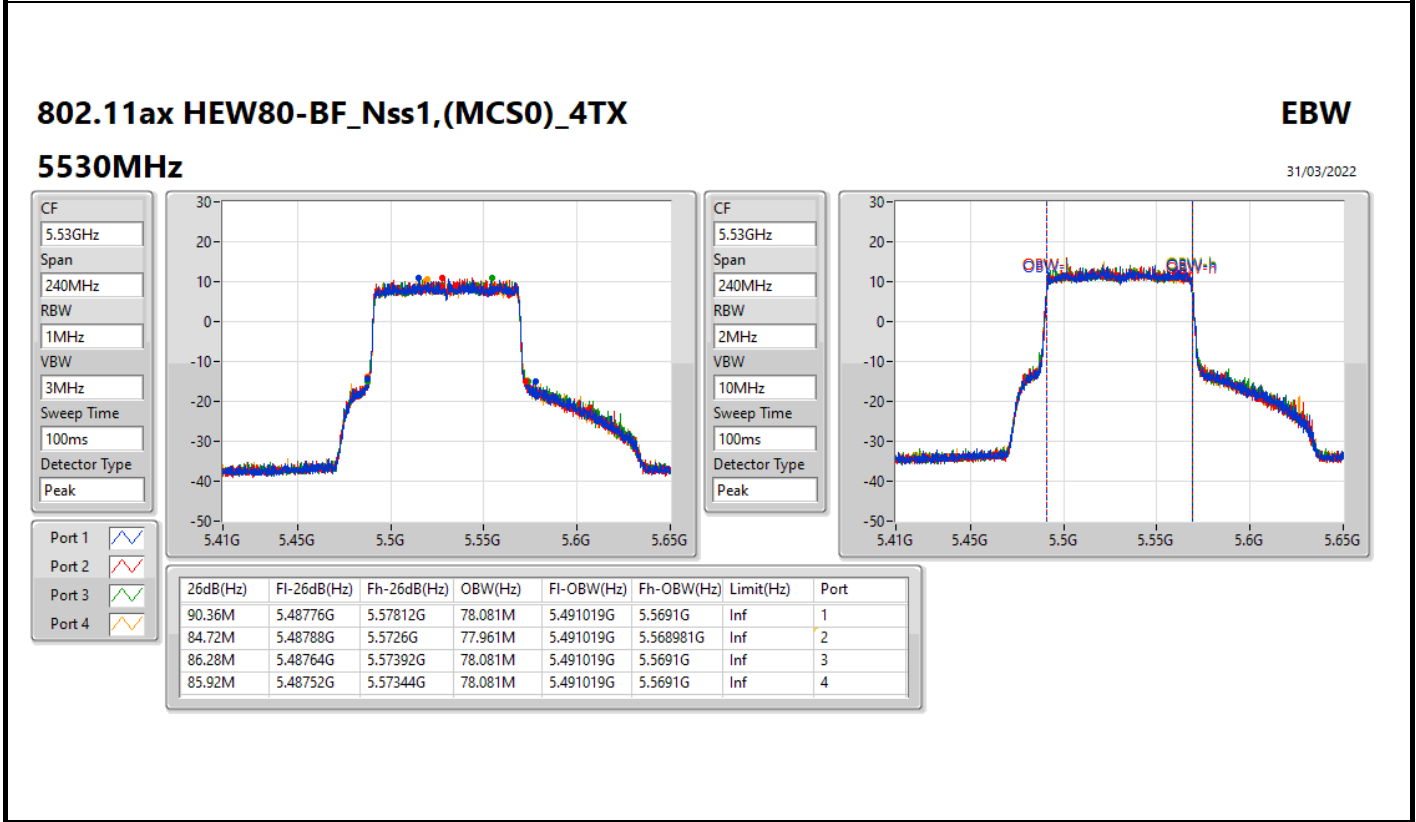 802.11ax HEW80-BF_Nss1,(MCS0)_4TX
EBW
5530MHz
31/03/2022
CF
5.53GHz
Span
240MHz
RBW
1MHz
VBW
3MHz
Sweep Time
100ms
Detector Type
Peak
30
20
10
0
-10
-20
-30
-40
-50
5.41G 5.45G 5.5G 5.55G 5.6G 5.65G
CF
5.53GHz
Span
240MHz
RBW
2MHz
VBW
10MHz
Sweep Time
100ms
Detector Type
Peak
30
20
10
0
-10
-20
-30
-40
-50
OBW-l OBW-h
5.41G 5.45G 5.5G 5.55G 5.6G 5.65G
Port 1
Port 2
Port 3
Port 4
26dB(Hz) Fl-26dB(Hz) Fh-26dB(Hz) OBW(Hz) Fl-OBW(Hz) Fh-OBW(Hz) Limit(Hz) Port
90.36M 5.48776G 5.57812G 78.081M 5.491019G 5.5691G Inf 1
84.72M 5.48788G 5.5726G 77.961M 5.491019G 5.568981G Inf 2
86.28M 5.48764G 5.57392G 78.081M 5.491019G 5.5691G Inf 3
85.92M 5.48752G 5.57344G 78.081M 5.491019G 5.5691G Inf 4